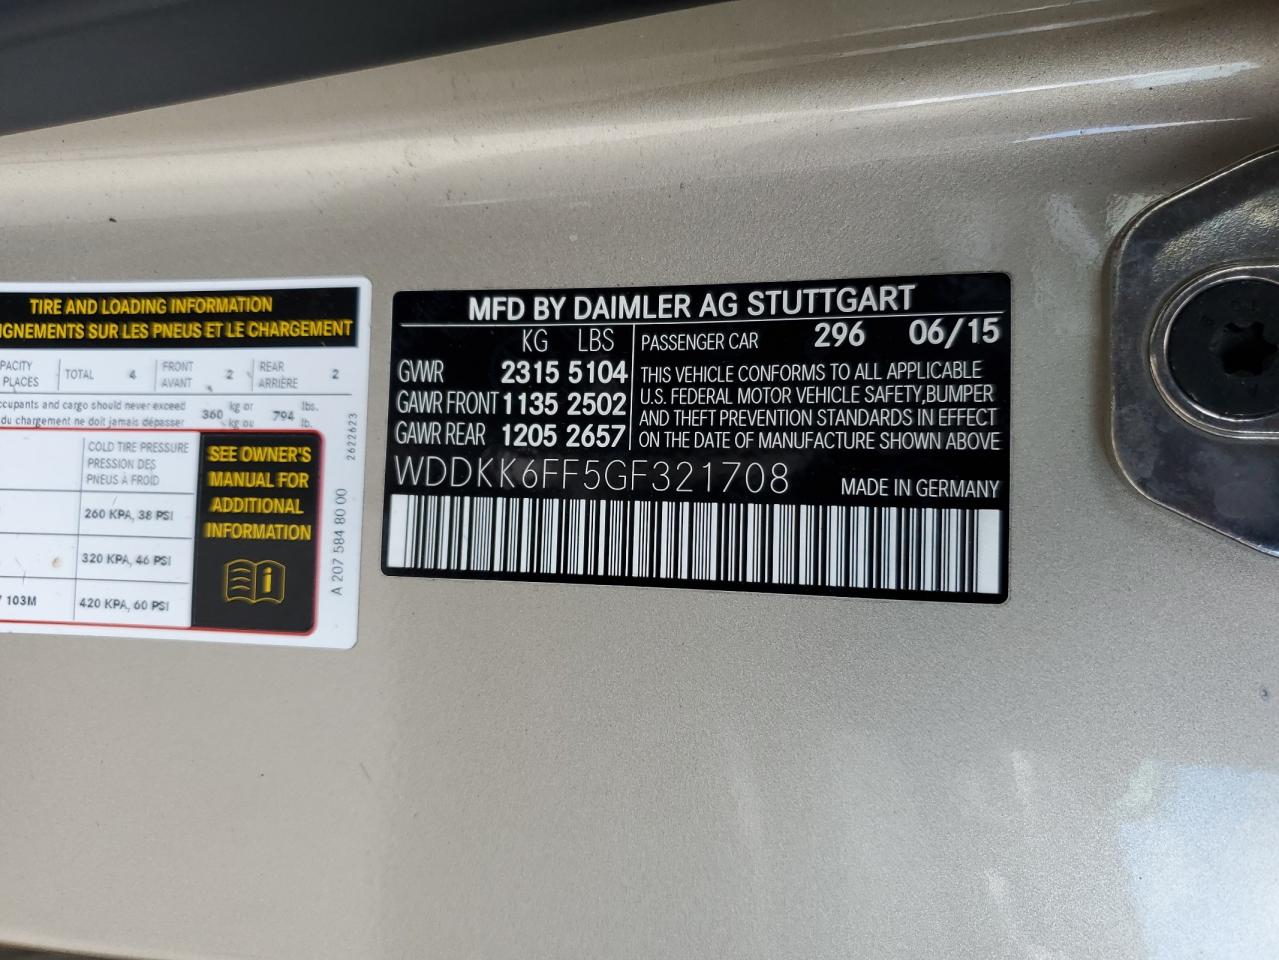 TIRE AND LOADING INFORMATION
IGNEMENTS SUR LES PNEUS ET LE CHARGEMENT
PACITY
PLACES
TOTAL 4
FRONT
AVANT 2
REAR
ARRIÈRE 2
ccupants and cargo should never exceed
du chargement ne doit jamais dépasser
360 kg or
kg ou
794 lbs.
lb.
COLD TIRE PRESSURE
PRESSION DES
PNEUS À FROID
260 KPA, 38 PSI
320 KPA, 46 PSI
103M
420 KPA, 60 PSI
SEE OWNER'S
MANUAL FOR
ADDITIONAL
INFORMATION
i
2622623
A 207 584 80 00
MFD BY DAIMLER AG STUTTGART
KG LBS
GVWR 2315 5104
GAWR FRONT 1135 2502
GAWR REAR 1205 2657
PASSENGER CAR 296 06/15
THIS VEHICLE CONFORMS TO ALL APPLICABLE
U.S. FEDERAL MOTOR VEHICLE SAFETY,BUMPER
AND THEFT PREVENTION STANDARDS IN EFFECT
ON THE DATE OF MANUFACTURE SHOWN ABOVE
WDDKK6FF5GF321708
MADE IN GERMANY